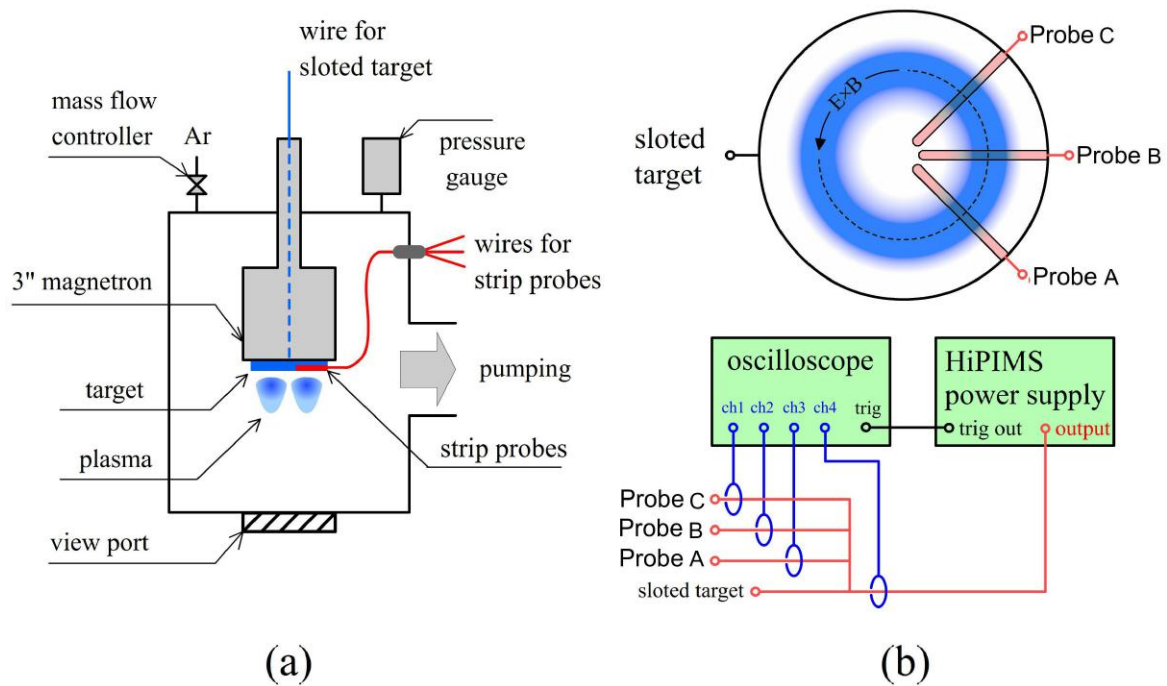 wire for
sloted target
mass flow
controller
Ar
pressure
gauge
wires for
strip probes
3" magnetron
pumping
target
plasma
strip probes
view port
(a)
Probe C
E×B
sloted
target
Probe B
Probe A
oscilloscope
HiPIMS
power supply
ch1 ch2 ch3 ch4 trig
trig out output
Probe C
Probe B
Probe A
sloted target
(b)